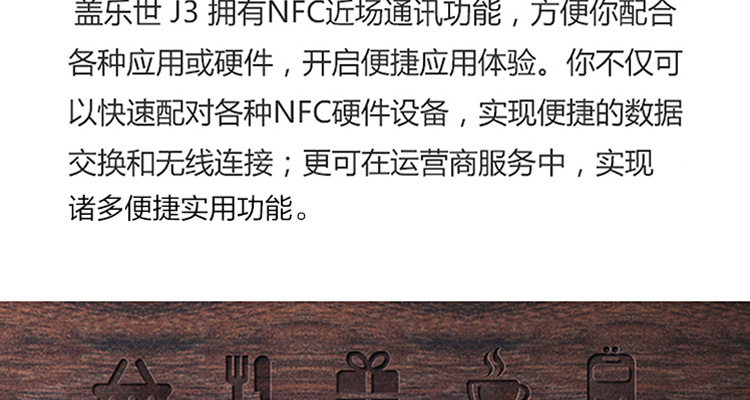 盖乐世 J3 拥有NFC近场通讯功能，方便你配合
各种应用或硬件，开启便捷应用体验。你不仅可
以快速配对各种NFC硬件设备，实现便捷的数据
交换和无线连接；更可在运营商服务中，实现
诸多便捷实用功能。